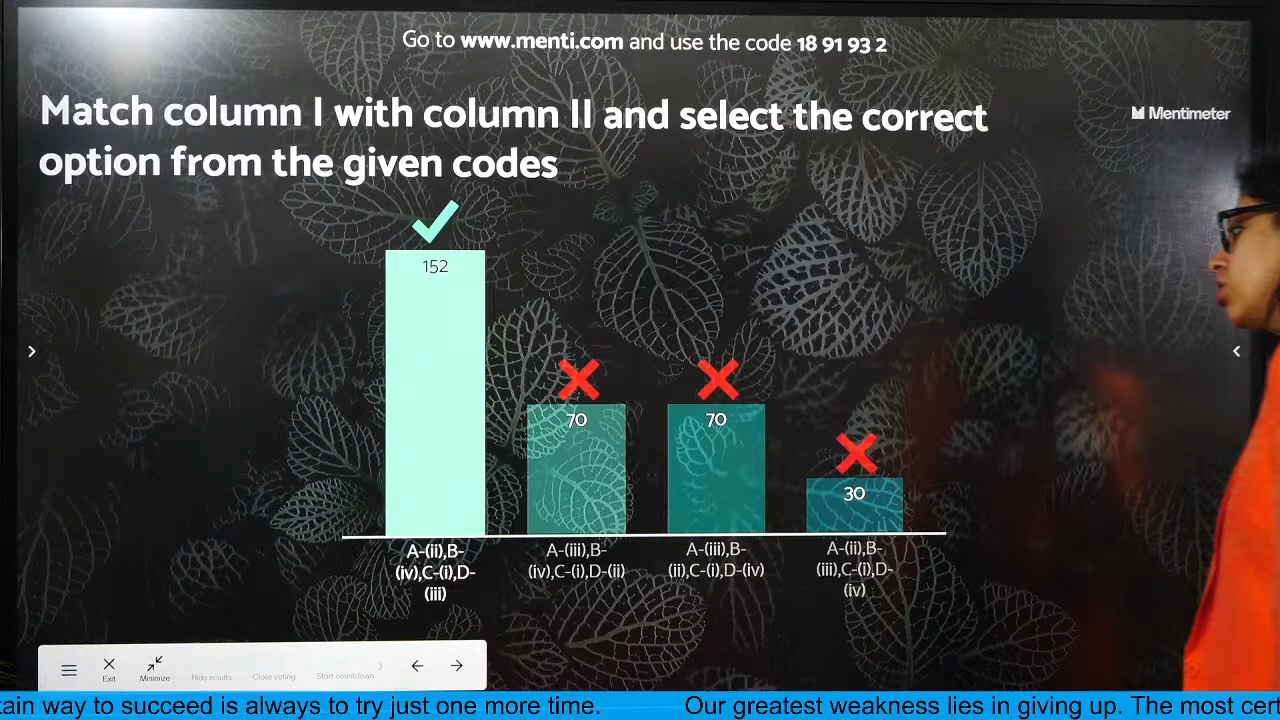 Go to www.menti.com and use the code 18 91 93 2
Match column I with column II and select the correct
option from the given codes
Mentimeter
152
70
70
30
A-(ii),B-
(iv),C-(i),D-
(iii)
A-(iii),B-
(iv),C-(i),D-(ii)
A-(iii),B-
(ii),C-(i),D-(iv)
A-(ii),B-
(iii),C-(i),D-
(iv)
Exit
Minimize
Hide results
Close voting
Start countdown
tain way to succeed is always to try just one more time. Our greatest weakness lies in giving up. The most cert